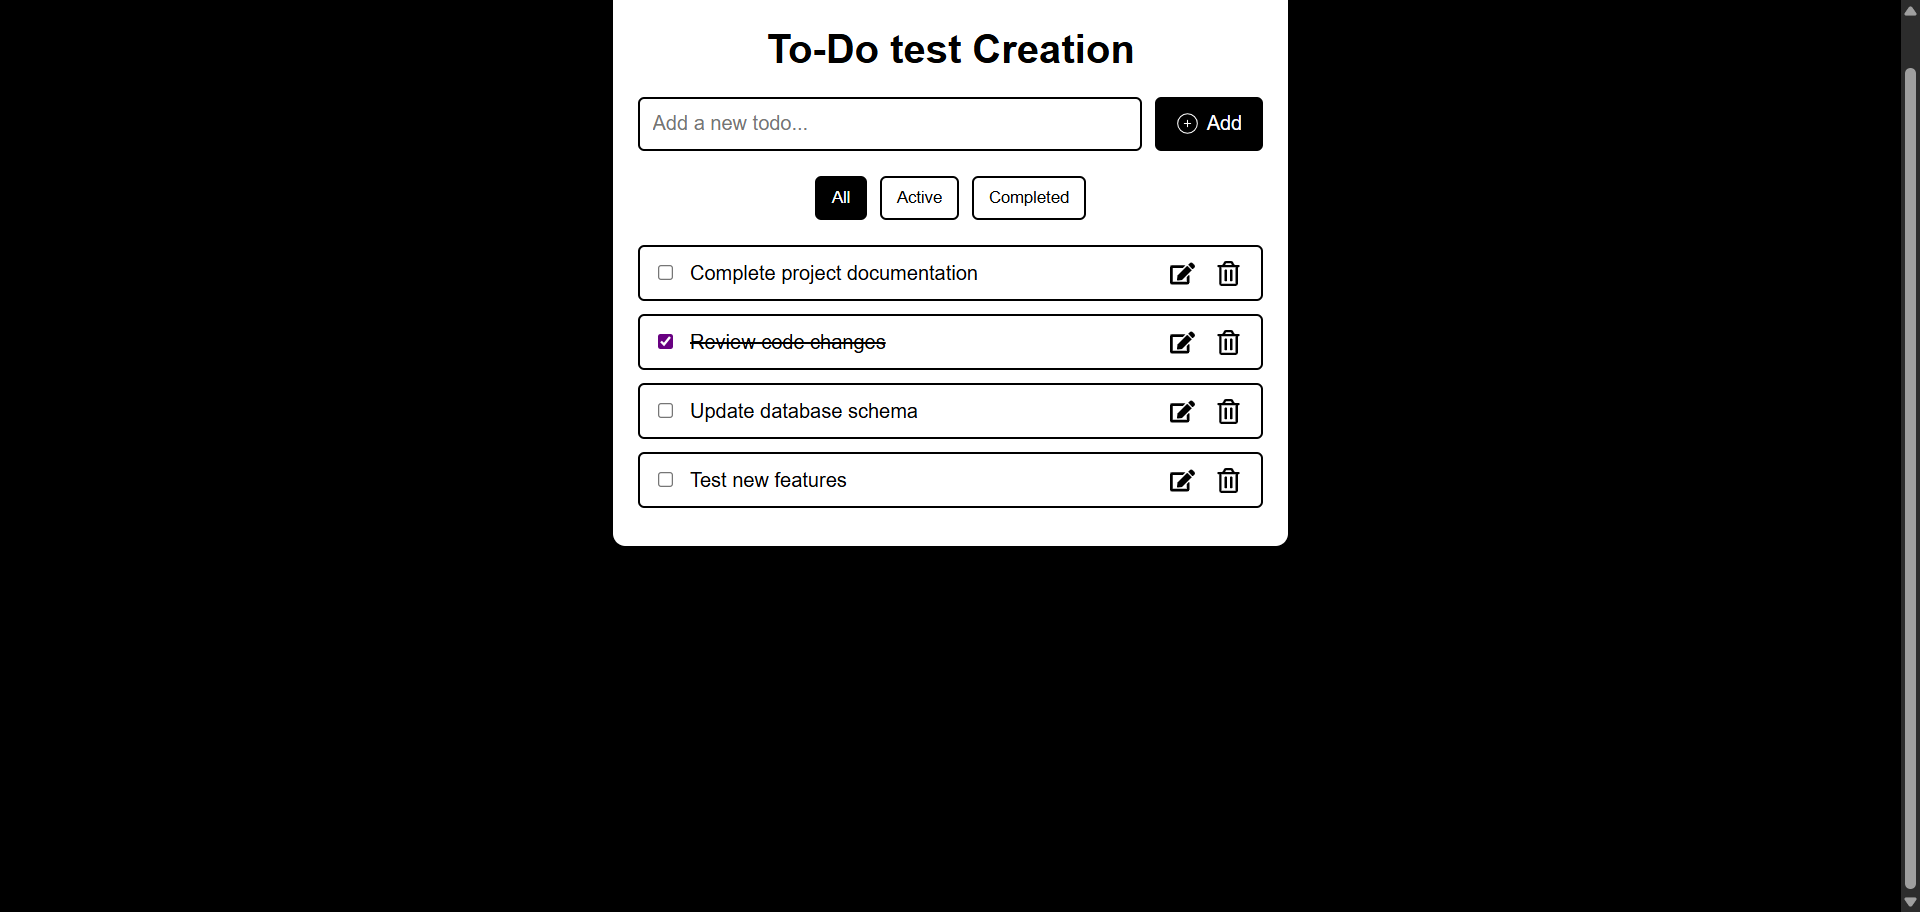 To-Do test Creation
Add a new todo...
Add
All
Active
Completed
Complete project documentation
Review code changes
Update database schema
Test new features